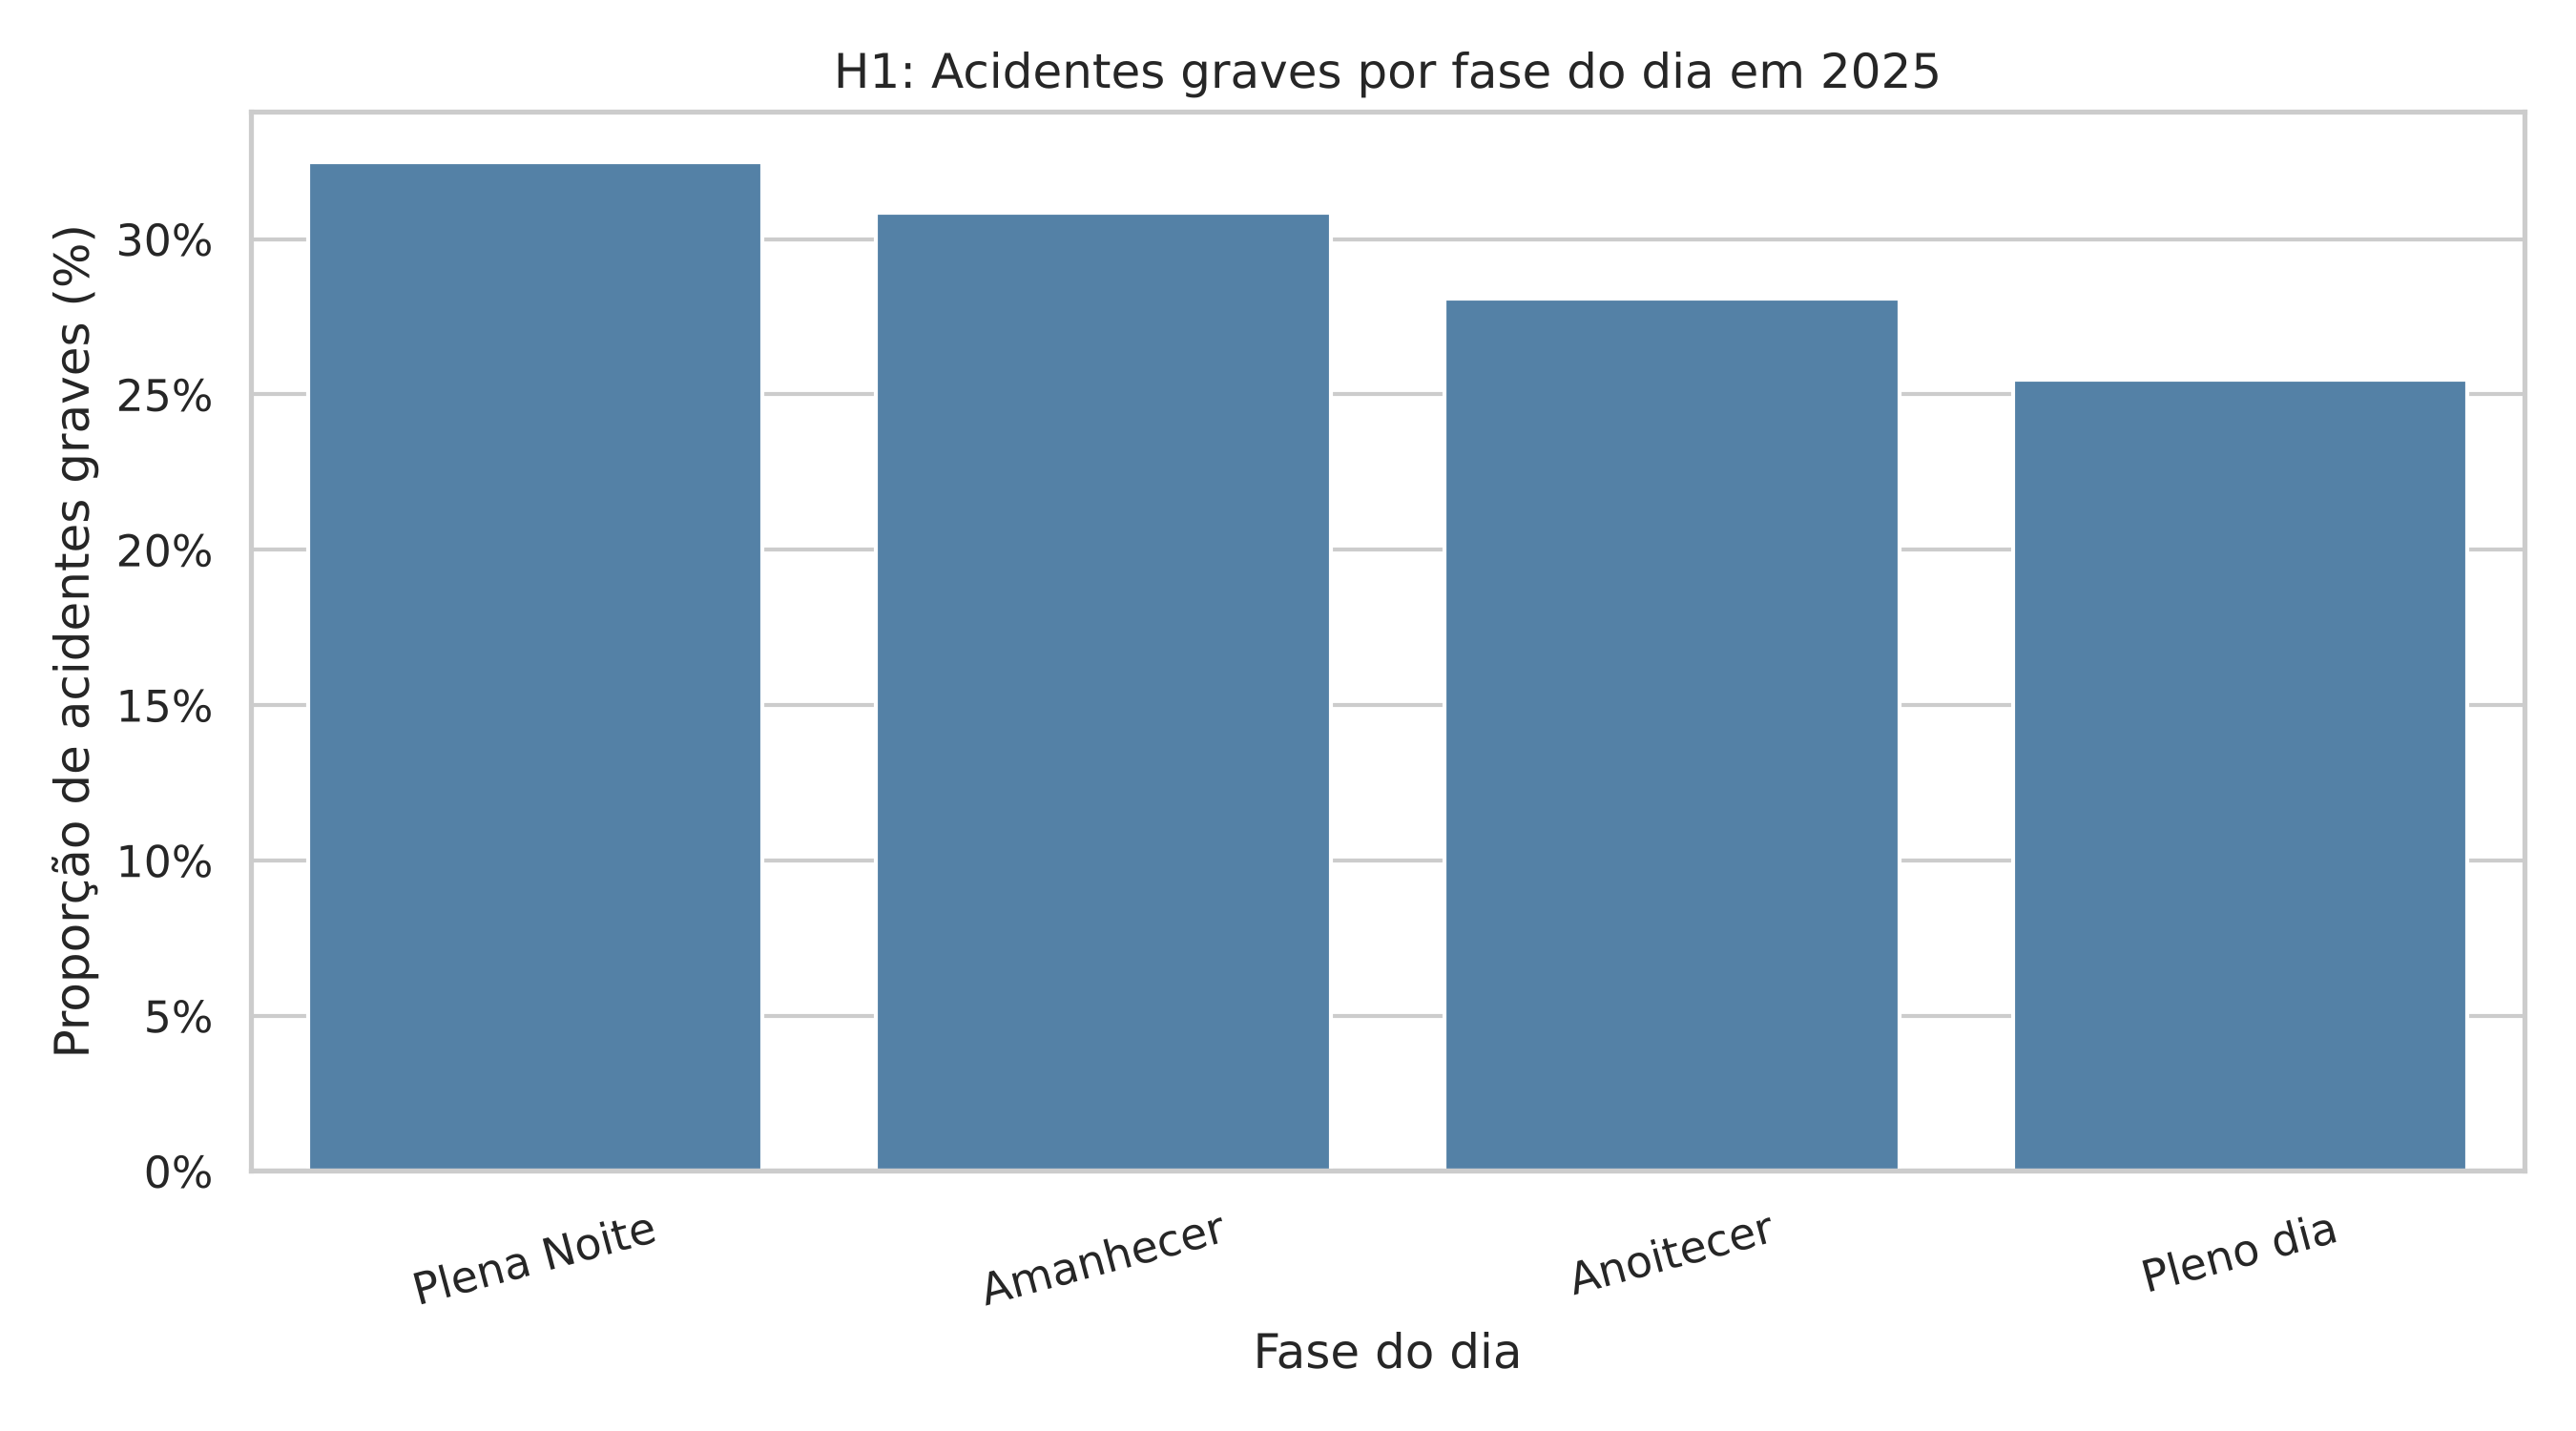 H1: Acidentes graves por fase do dia em 2025
Proporção de acidentes graves (%)
30%
25%
20%
15%
10%
5%
0%
Plena Noite
Amanhecer
Anoitecer
Pleno dia
Fase do dia